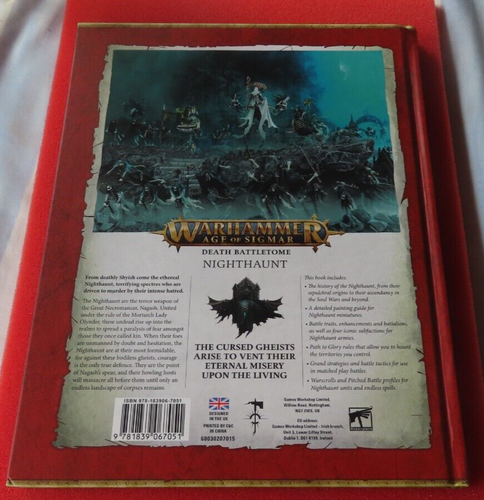 WARHAMMER
AGE OF SIGMAR
DEATH BATTLETOME
NIGHTHAUNT
From deathly Shyish come the ethereal
Nighthaunt, terrifying spectres who are
driven to murder by their intense hatred.
The Nighthaunt are the terror weapon of
the Great Necromancer, Nagash. United
under the rule of the Mortarch Lady
Olynder, these undead rise up into the
realms to spread a paralysis of fear amongst
those they once called kin. When their foes
are unmanned by doubt and hesitation, the
Nighthaunt are at their most formidable,
for against these bodiless gheists, courage
is the only true defence. They are the point
of Nagash's spear, and their howling hosts
will massacre all before them until only an
endless landscape of corpses remains.
THE CURSED GHEISTS
ARISE TO VENT THEIR
ETERNAL MISERY
UPON THE LIVING
This book includes:
• The history of the Nighthaunt, from their
sepulchral origins to their ascendancy in
the Soul Wars and beyond.
• A detailed painting guide for
Nighthaunt miniatures.
• Battle traits, enhancements and battalions,
as well as four iconic subfactions for
Nighthaunt armies.
• Path to Glory rules that allow you to haunt
the territories you control.
• Grand strategies and battle tactics for use
in matched play battles.
• Warscrolls and Pitched Battle profiles for
Nighthaunt units and endless spells.
ISBN 978-183906-7051
9 781839 067051
DESIGNED
IN THE UK
PRINTED BY C&C
IN CHINA
60030207015
Games Workshop Limited,
Willow Road, Nottingham,
NG7 2WS, UK
EU address:
Games Workshop Limited - Irish branch,
Unit 3, Lower Liffey Street,
Dublin 1, D01 K199, Ireland
WARHAMMER